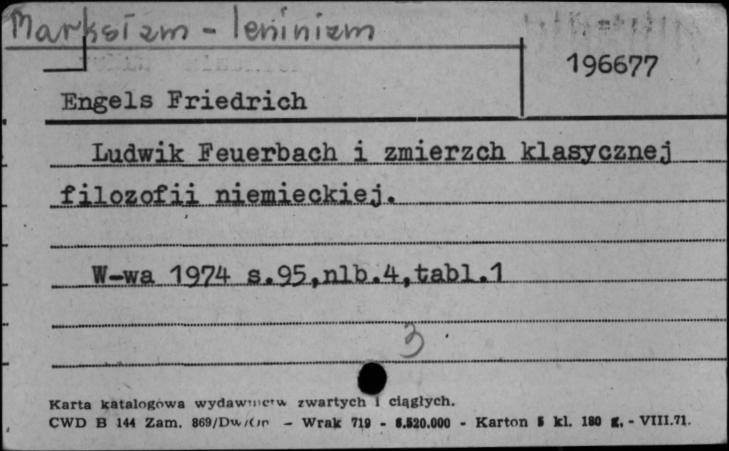 Marksizm - leninizm
196677
Engels Friedrich
Ludwik Feuerbach i zmierzch klasycznej
filozofii niemieckiej.
W-wa 1974 s.95,nlb.4,tabl.1
3
Karta katalogowa wydawnictw zwartych i ciągłych.
CWD B 144 Zam. 869/Dw/ - Wrak 719 - 6.520.000 - Karton 5 kl. 180 g. - VIII.71.